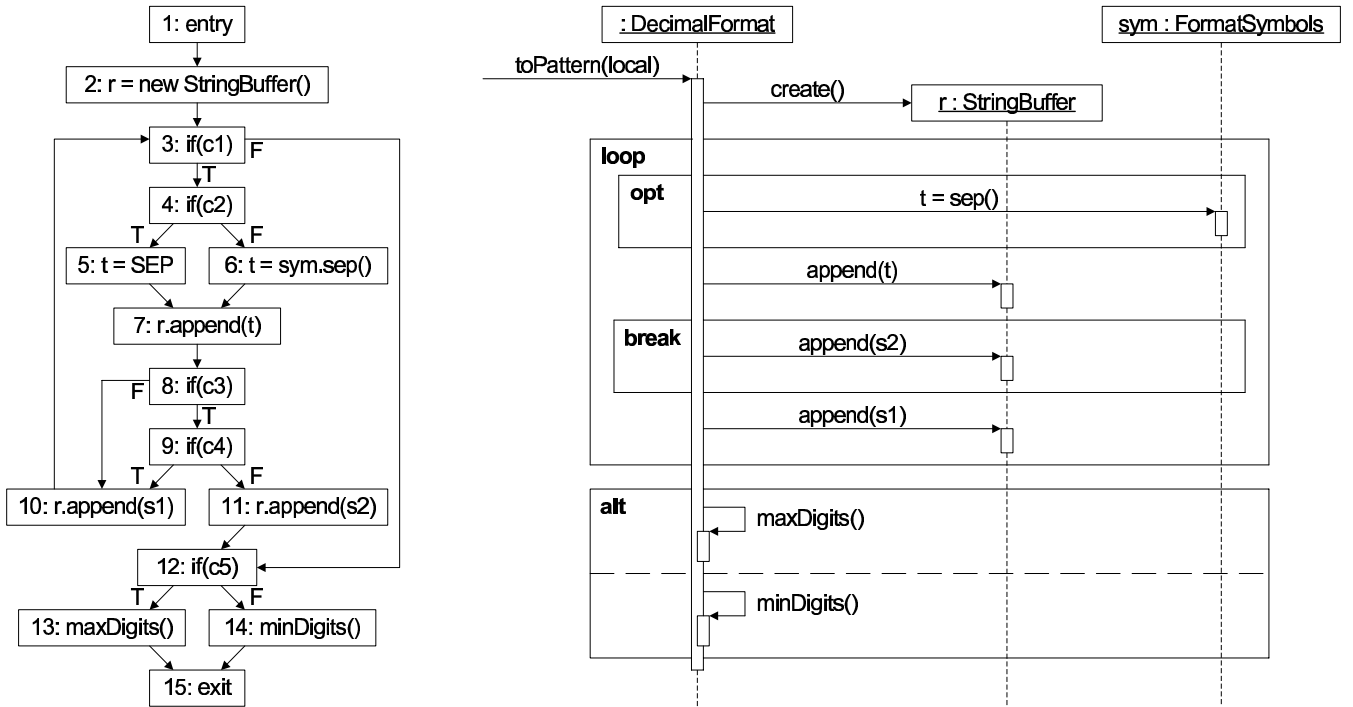 1: entry
2: r = new StringBuffer()
3: if(c1)
F
T
4: if(c2)
T
F
5: t = SEP
6: t = sym.sep()
7: r.append(t)
8: if(c3)
F
T
9: if(c4)
T
F
10: r.append(s1)
11: r.append(s2)
12: if(c5)
T
F
13: maxDigits()
14: minDigits()
15: exit
: DecimalFormat
sym : FormatSymbols
toPattern(local)
create()
r : StringBuffer
loop
opt
t = sep()
append(t)
break
append(s2)
append(s1)
alt
maxDigits()
minDigits()